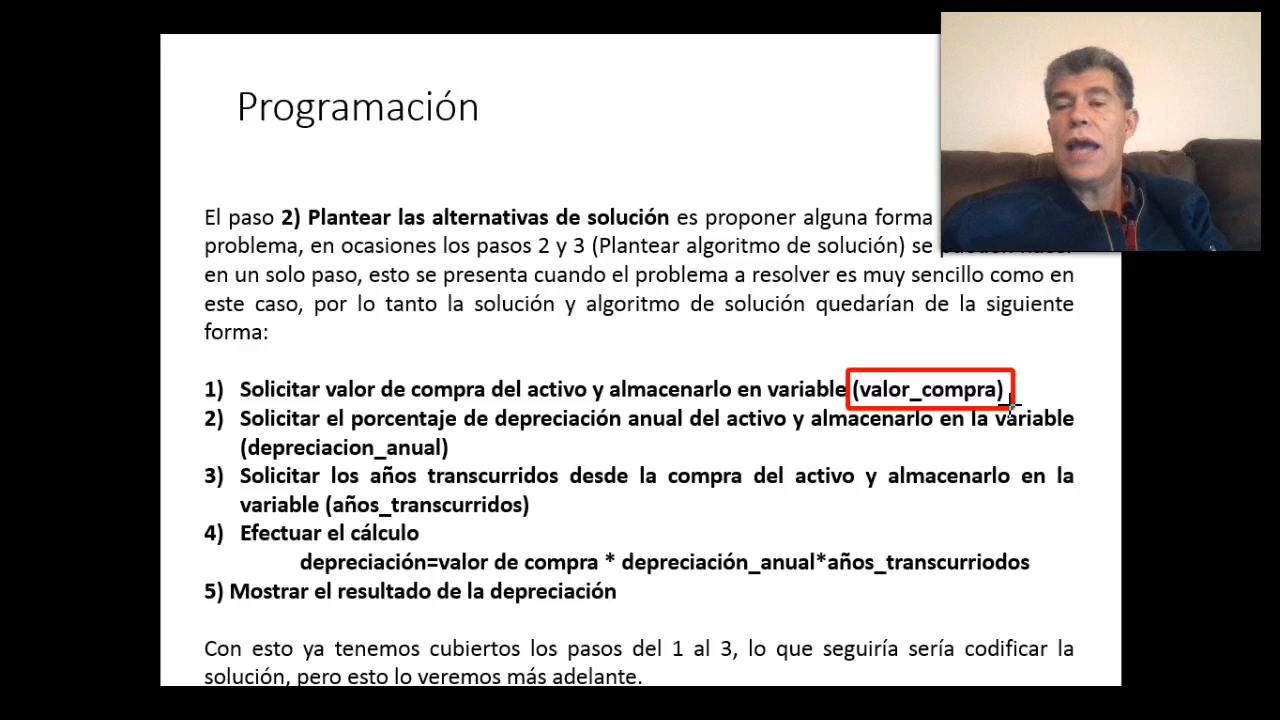 Programación
El paso 2) Plantear las alternativas de solución es proponer alguna forma
problema, en ocasiones los pasos 2 y 3 (Plantear algoritmo de solución) se
en un solo paso, esto se presenta cuando el problema a resolver es muy sencillo como en
este caso, por lo tanto la solución y algoritmo de solución quedarían de la siguiente
forma:
1) Solicitar valor de compra del activo y almacenarlo en variable (valor_compra)
2) Solicitar el porcentaje de depreciación anual del activo y almacenarlo en la variable
(depreciacion_anual)
3) Solicitar los años transcurridos desde la compra del activo y almacenarlo en la
variable (años_transcurridos)
4) Efectuar el cálculo
depreciación=valor de compra * depreciación_anual*años_transcurriodos
5) Mostrar el resultado de la depreciación
Con esto ya tenemos cubiertos los pasos del 1 al 3, lo que seguiría sería codificar la
solución, pero esto lo veremos más adelante.